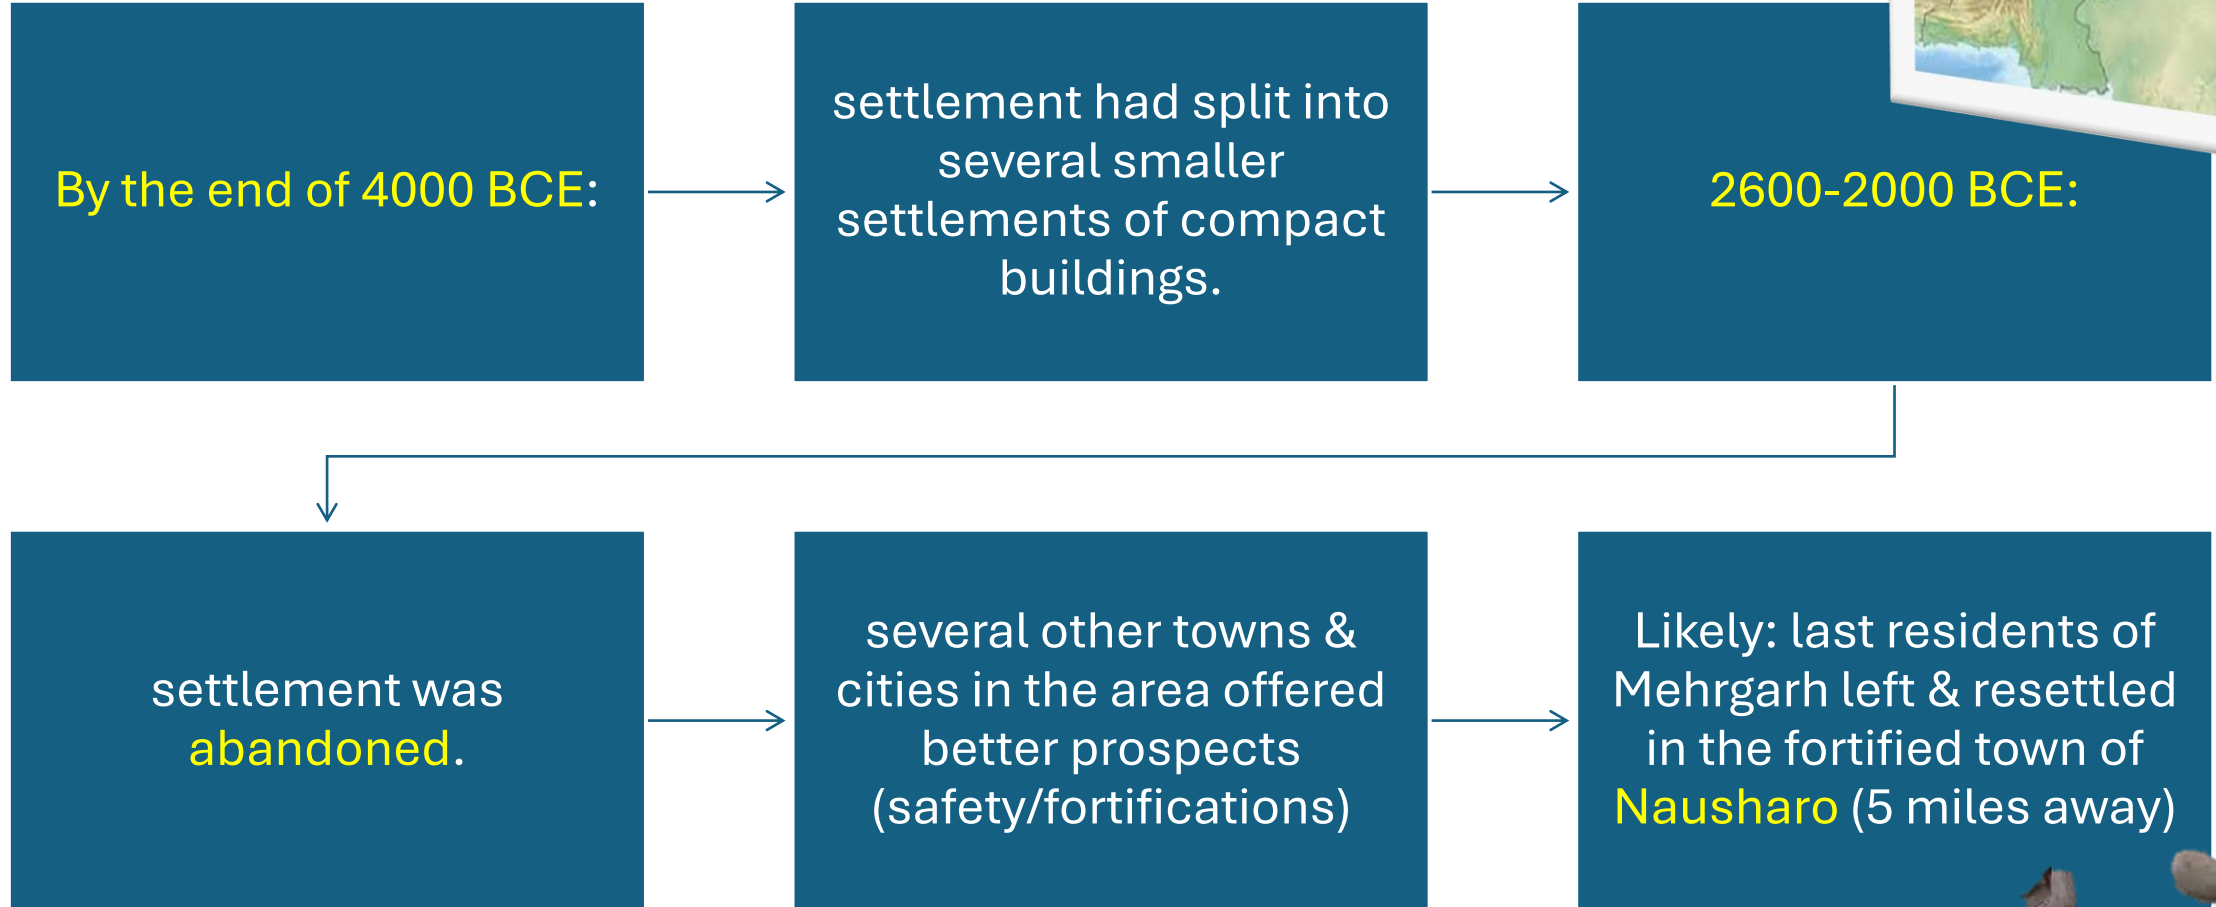 By the end of 4000 BCE:
settlement had split into
several smaller
settlements of compact
buildings.
2600-2000 BCE:
settlement was
abandoned.
several other towns &
cities in the area offered
better prospects
(safety/fortifications)
Likely: last residents of
Mehrgarh left & resettled
in the fortified town of
Nausharo (5 miles away)